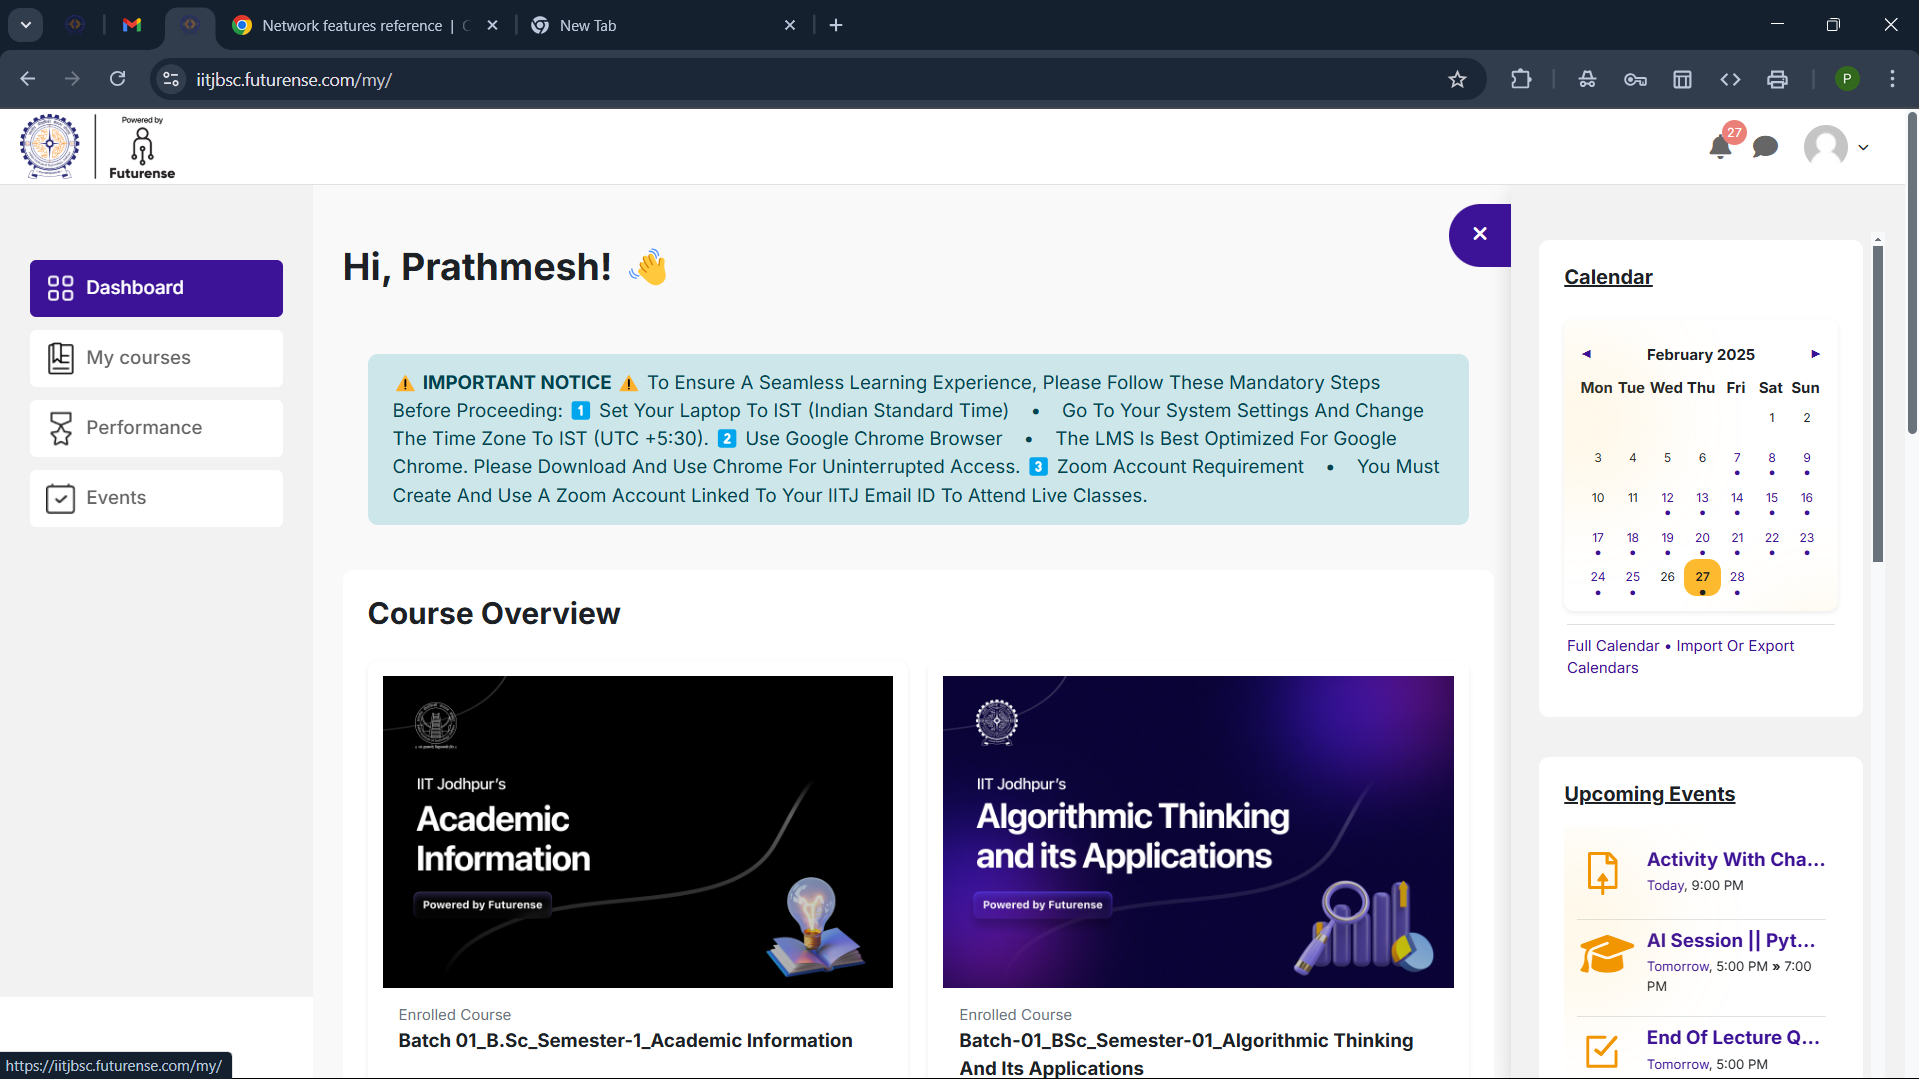 Network features reference |
New Tab
iitjbsc.futurense.com/my/
P
Powered by
Futurense
27
Dashboard
My courses
Performance
Events
Hi, Prathmesh! 👋
⚠ IMPORTANT NOTICE ⚠ To Ensure A Seamless Learning Experience, Please Follow These Mandatory Steps
Before Proceeding: 1 Set Your Laptop To IST (Indian Standard Time) • Go To Your System Settings And Change
The Time Zone To IST (UTC +5:30). 2 Use Google Chrome Browser • The LMS Is Best Optimized For Google
Chrome. Please Download And Use Chrome For Uninterrupted Access. 3 Zoom Account Requirement • You Must
Create And Use A Zoom Account Linked To Your IITJ Email ID To Attend Live Classes.
Course Overview
IIT Jodhpur's
Academic
Information
Powered by Futurense
Enrolled Course
Batch 01_B.Sc_Semester-1_Academic Information
IIT Jodhpur's
Algorithmic Thinking
and its Applications
Powered by Futurense
Enrolled Course
Batch-01_BSc_Semester-01_Algorithmic Thinking
And Its Applications
Calendar
◄ February 2025 ►
Mon Tue Wed Thu Fri Sat Sun
1 2
3 4 5 6 7 8 9
10 11 12 13 14 15 16
17 18 19 20 21 22 23
24 25 26 27 28
Full Calendar • Import Or Export
Calendars
Upcoming Events
Activity With Cha...
Today, 9:00 PM
AI Session || Pyt...
Tomorrow, 5:00 PM » 7:00
PM
End Of Lecture Q...
Tomorrow, 5:00 PM
https://iitjbsc.futurense.com/my/